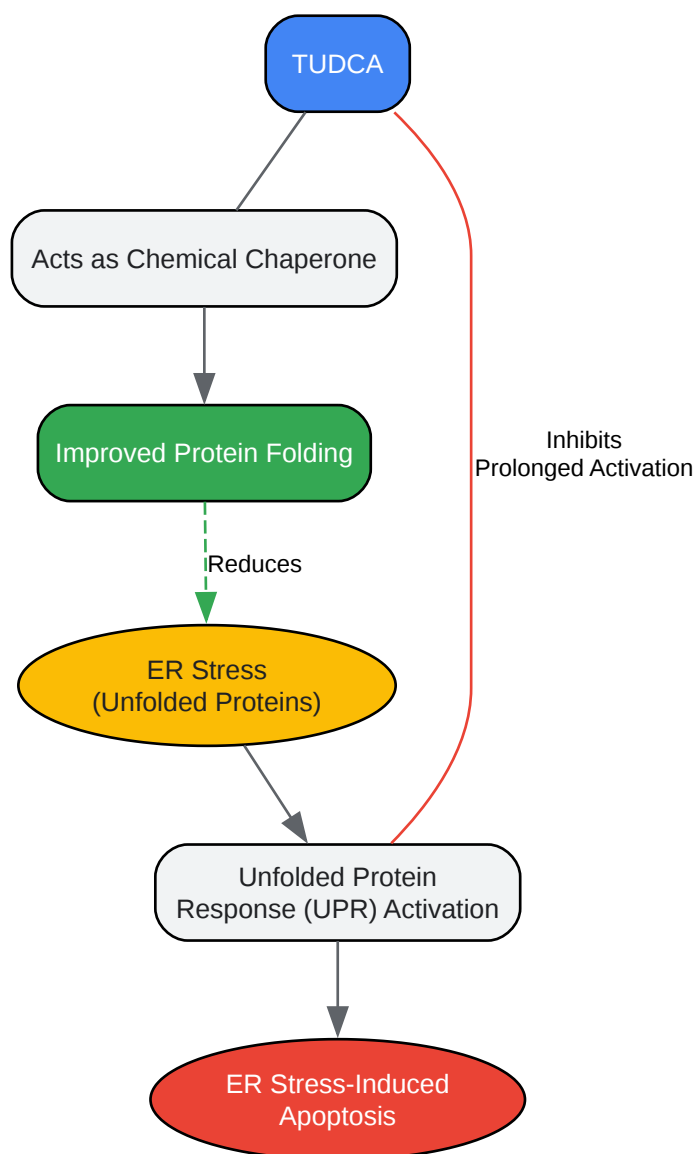 TUDCA
Acts as Chemical Chaperone
Improved Protein Folding
Inhibits
Prolonged Activation
Reduces
ER Stress
(Unfolded Proteins)
Unfolded Protein
Response (UPR) Activation
ER Stress-Induced
Apoptosis